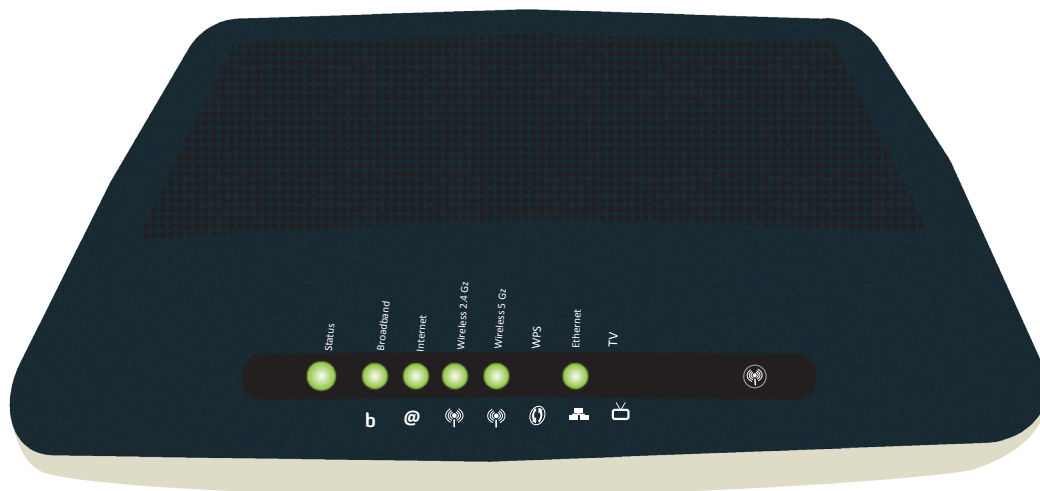 Status
Broadband
Internet
Wireless 2.4 Gz
Wireless 5 Gz
WPS
Ethernet
TV
b
@